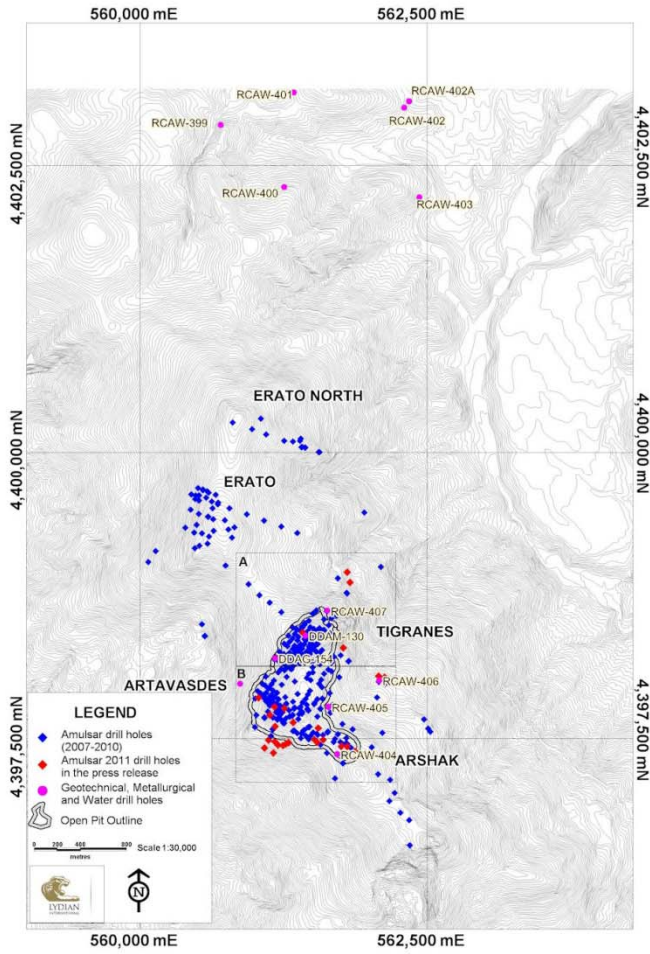 560,000 mE
562,500 mE
RCAW-401
RCAW-402A
RCAW-402
RCAW-399
4,402,500 mN
4,402,500 mN
RCAW-400
RCAW-403
ERATO NORTH
4,400,000 mN
4,400,000 mN
ERATO
A
RCAW-407
DDAM-130
TIGRANES
DDAG-154
B
ARTAVASDES
RCAW-406
RCAW-405
4,397,500 mN
4,397,500 mN
RCAW-404
ARSHAK
LEGEND
Amulsar drill holes
(2007-2010)
Amulsar 2011 drill holes
in the press release
Geotechnical, Metallurgical
and Water drill holes
Open Pit Outline
0 200 400 800
metres
Scale 1:30,000
LYDIAN
INTERNATIONAL
N
560,000 mE
562,500 mE